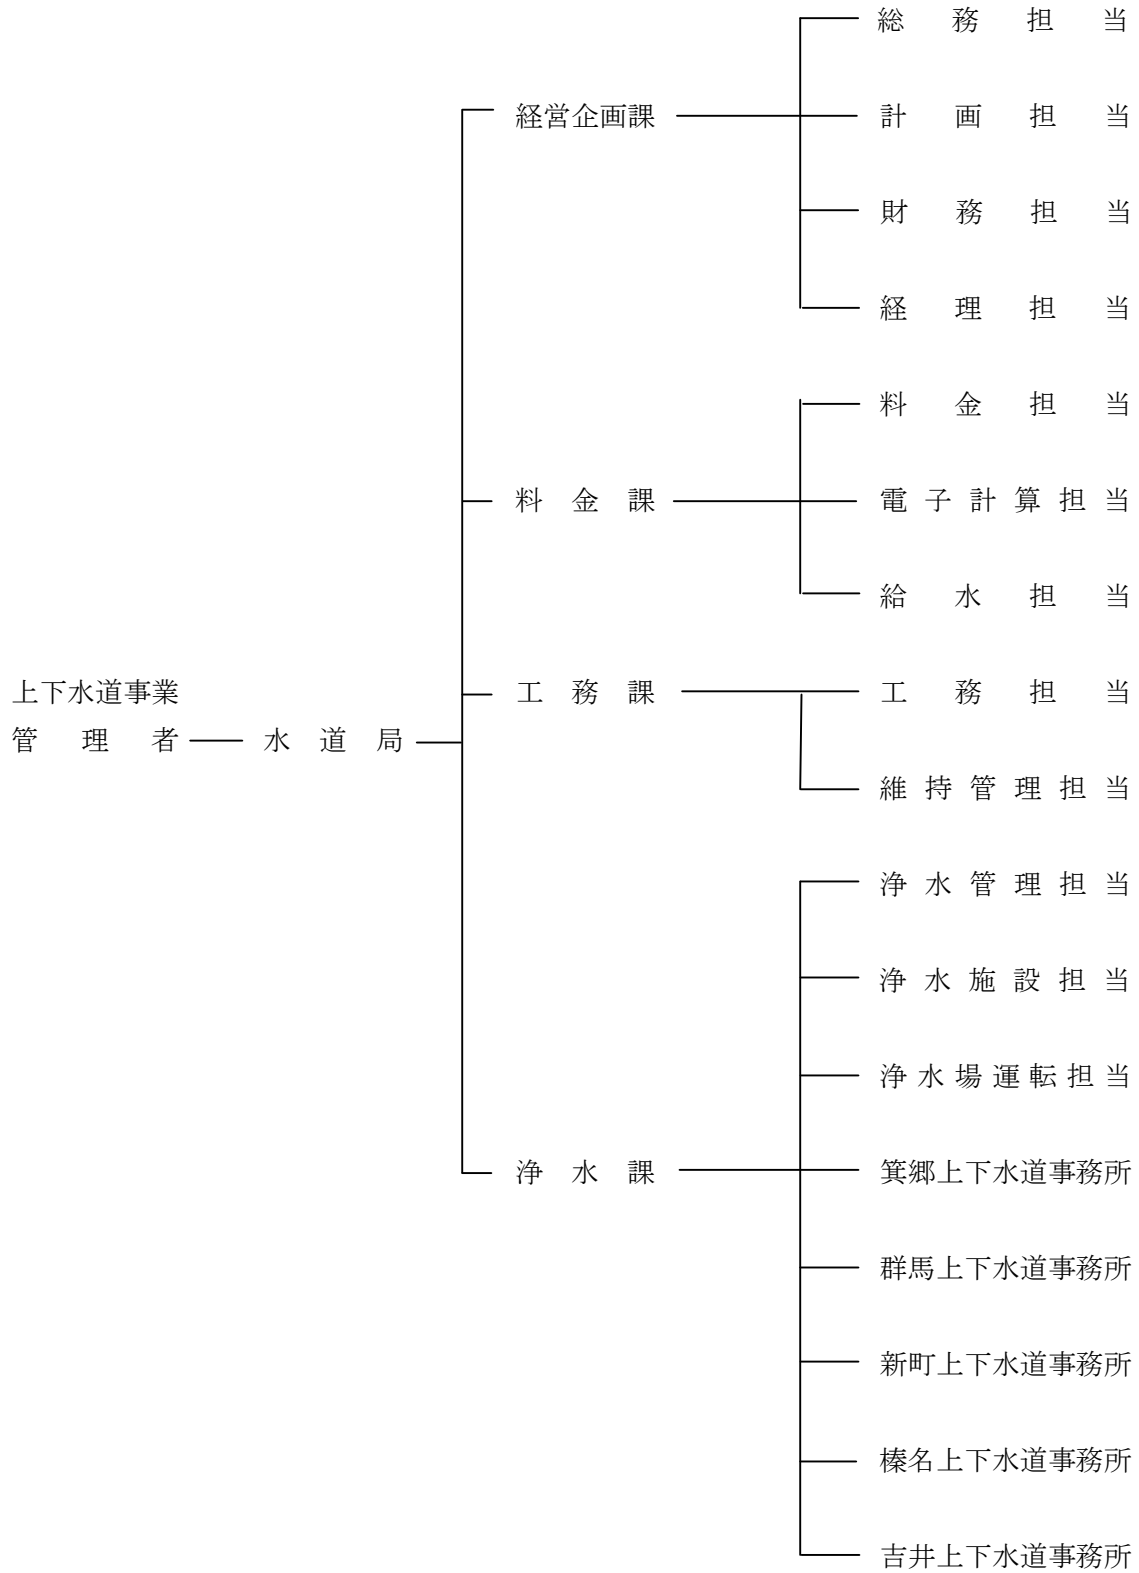 総務担当
経営企画課
計画担当
財務担当
経理担当
料金担当
料金課
電子計算担当
給水担当
上下水道事業
管理者
水道局
工務課
工務担当
維持管理担当
浄水管理担当
浄水施設担当
浄水場運転担当
浄水課
箕郷上下水道事務所
群馬上下水道事務所
新町上下水道事務所
榛名上下水道事務所
吉井上下水道事務所